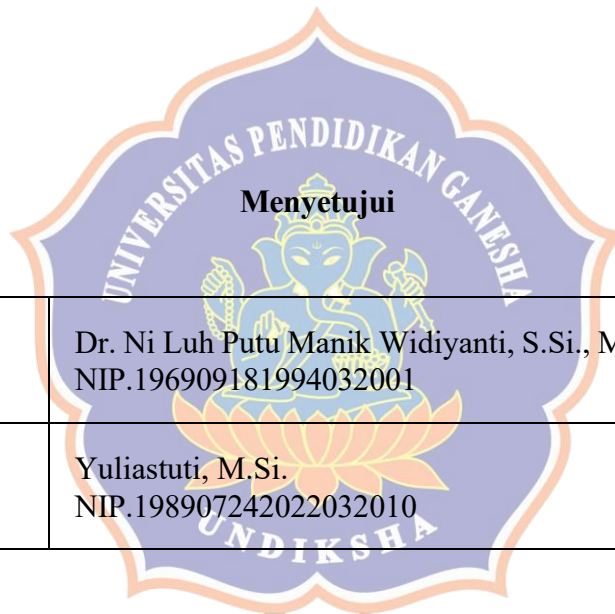 UNIVERSITAS PENDIDIKAN GANESHA
Menyetujui
Dr. Ni Luh Putu Manik Widiyanti, S.Si., M
NIP.196909181994032001
Yuliastuti, M.Si.
NIP.198907242022032010
UNDIKSHA